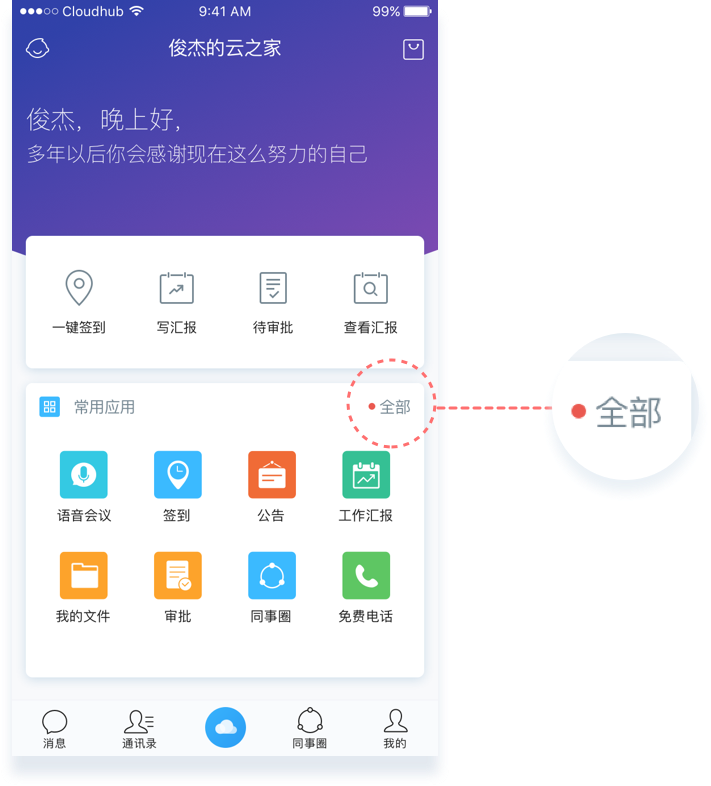 Cloudhub 9:41 AM 99%
俊杰的云之家
俊杰，晚上好，
多年以后你会感谢现在这么努力的自己
一键签到 写汇报 待审批 查看汇报
常用应用 全部
全部
语音会议 签到 公告 工作汇报
我的文件 审批 同事圈 免费电话
消息 通讯录 同事圈 我的